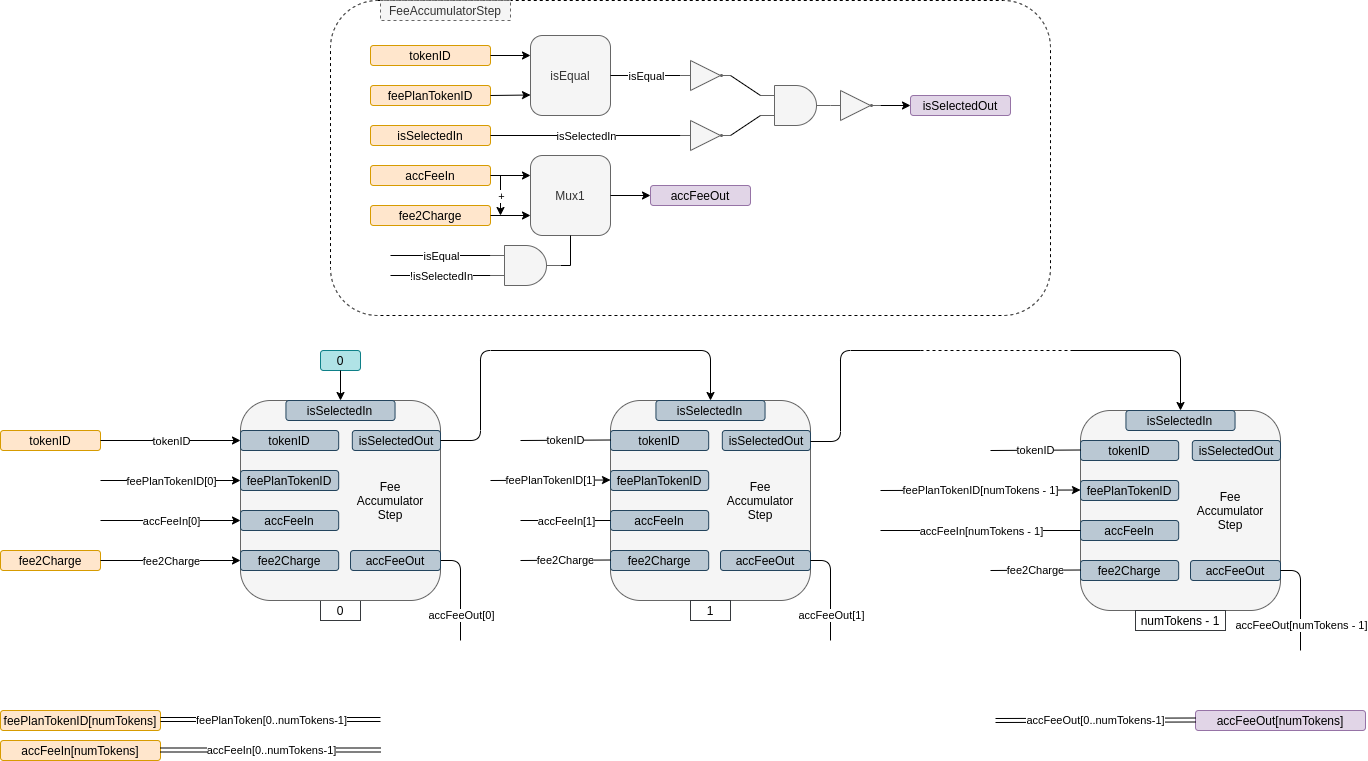 FeeAccumulatorStep
tokenID
feePlanTokenID
isSelectedIn
accFeeIn
fee2Charge
+
isEqual
isEqual
isSelectedIn
isSelectedOut
Mux1
accFeeOut
isEqual
!isSelectedIn
0
isSelectedIn
tokenID
tokenID
tokenID
isSelectedOut
feePlanTokenID[0]
feePlanTokenID
Fee
Accumulator
Step
accFeeIn[0]
accFeeIn
fee2Charge
fee2Charge
fee2Charge
accFeeOut
0
accFeeOut[0]
isSelectedIn
tokenID
tokenID
isSelectedOut
feePlanTokenID[1]
feePlanTokenID
Fee
Accumulator
Step
accFeeIn[1]
accFeeIn
fee2Charge
fee2Charge
accFeeOut
1
accFeeOut[1]
isSelectedIn
tokenID
tokenID
isSelectedOut
feePlanTokenID[numTokens - 1]
feePlanTokenID
Fee
Accumulator
Step
accFeeIn[numTokens - 1]
accFeeIn
fee2Charge
fee2Charge
accFeeOut
numTokens - 1
accFeeOut[numTokens - 1]
feePlanTokenID[numTokens]
feePlanToken[0..numTokens-1]
accFeeIn[numTokens]
accFeeIn[0..numTokens-1]
accFeeOut[0..numTokens-1]
accFeeOut[numTokens]